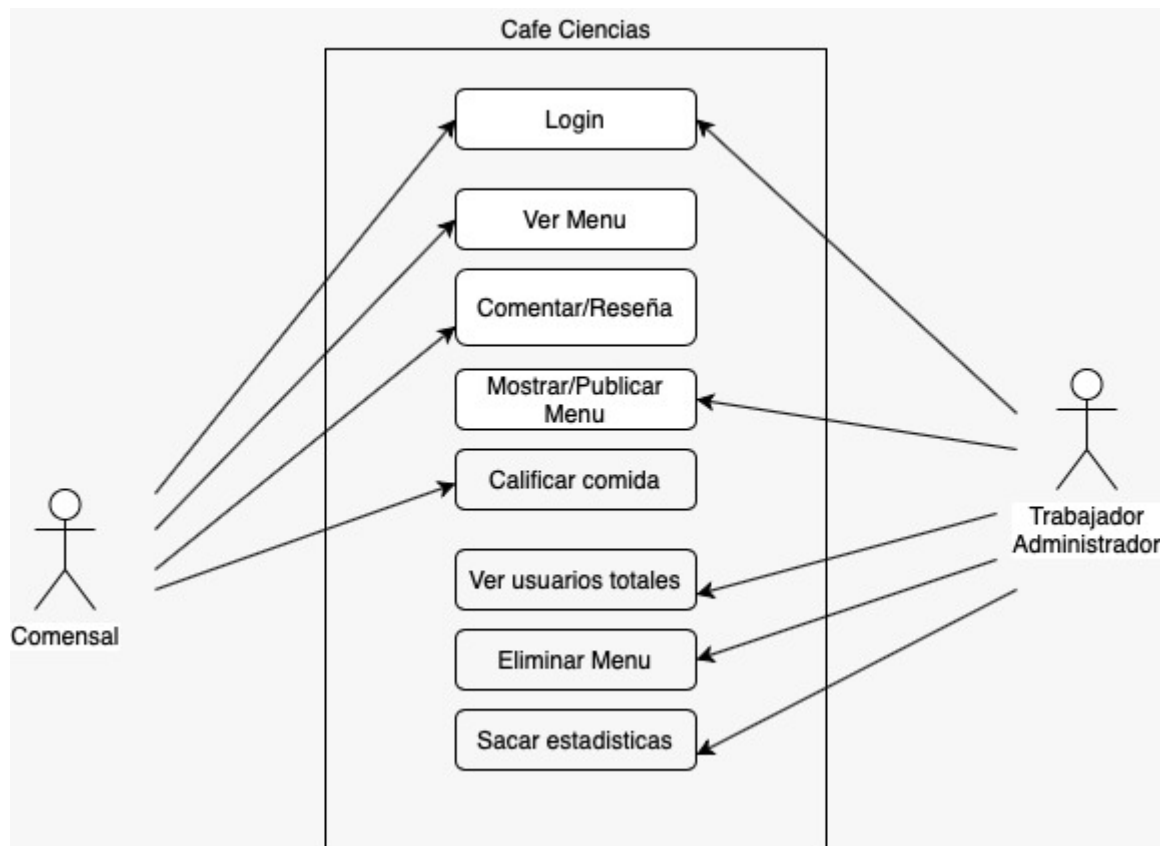 Cafe Ciencias
Login
Ver Menu
Comentar/Reseña
Mostrar/Publicar
Menu
Calificar comida
Ver usuarios totales
Eliminar Menu
Sacar estadisticas
Comensal
Trabajador
Administrador